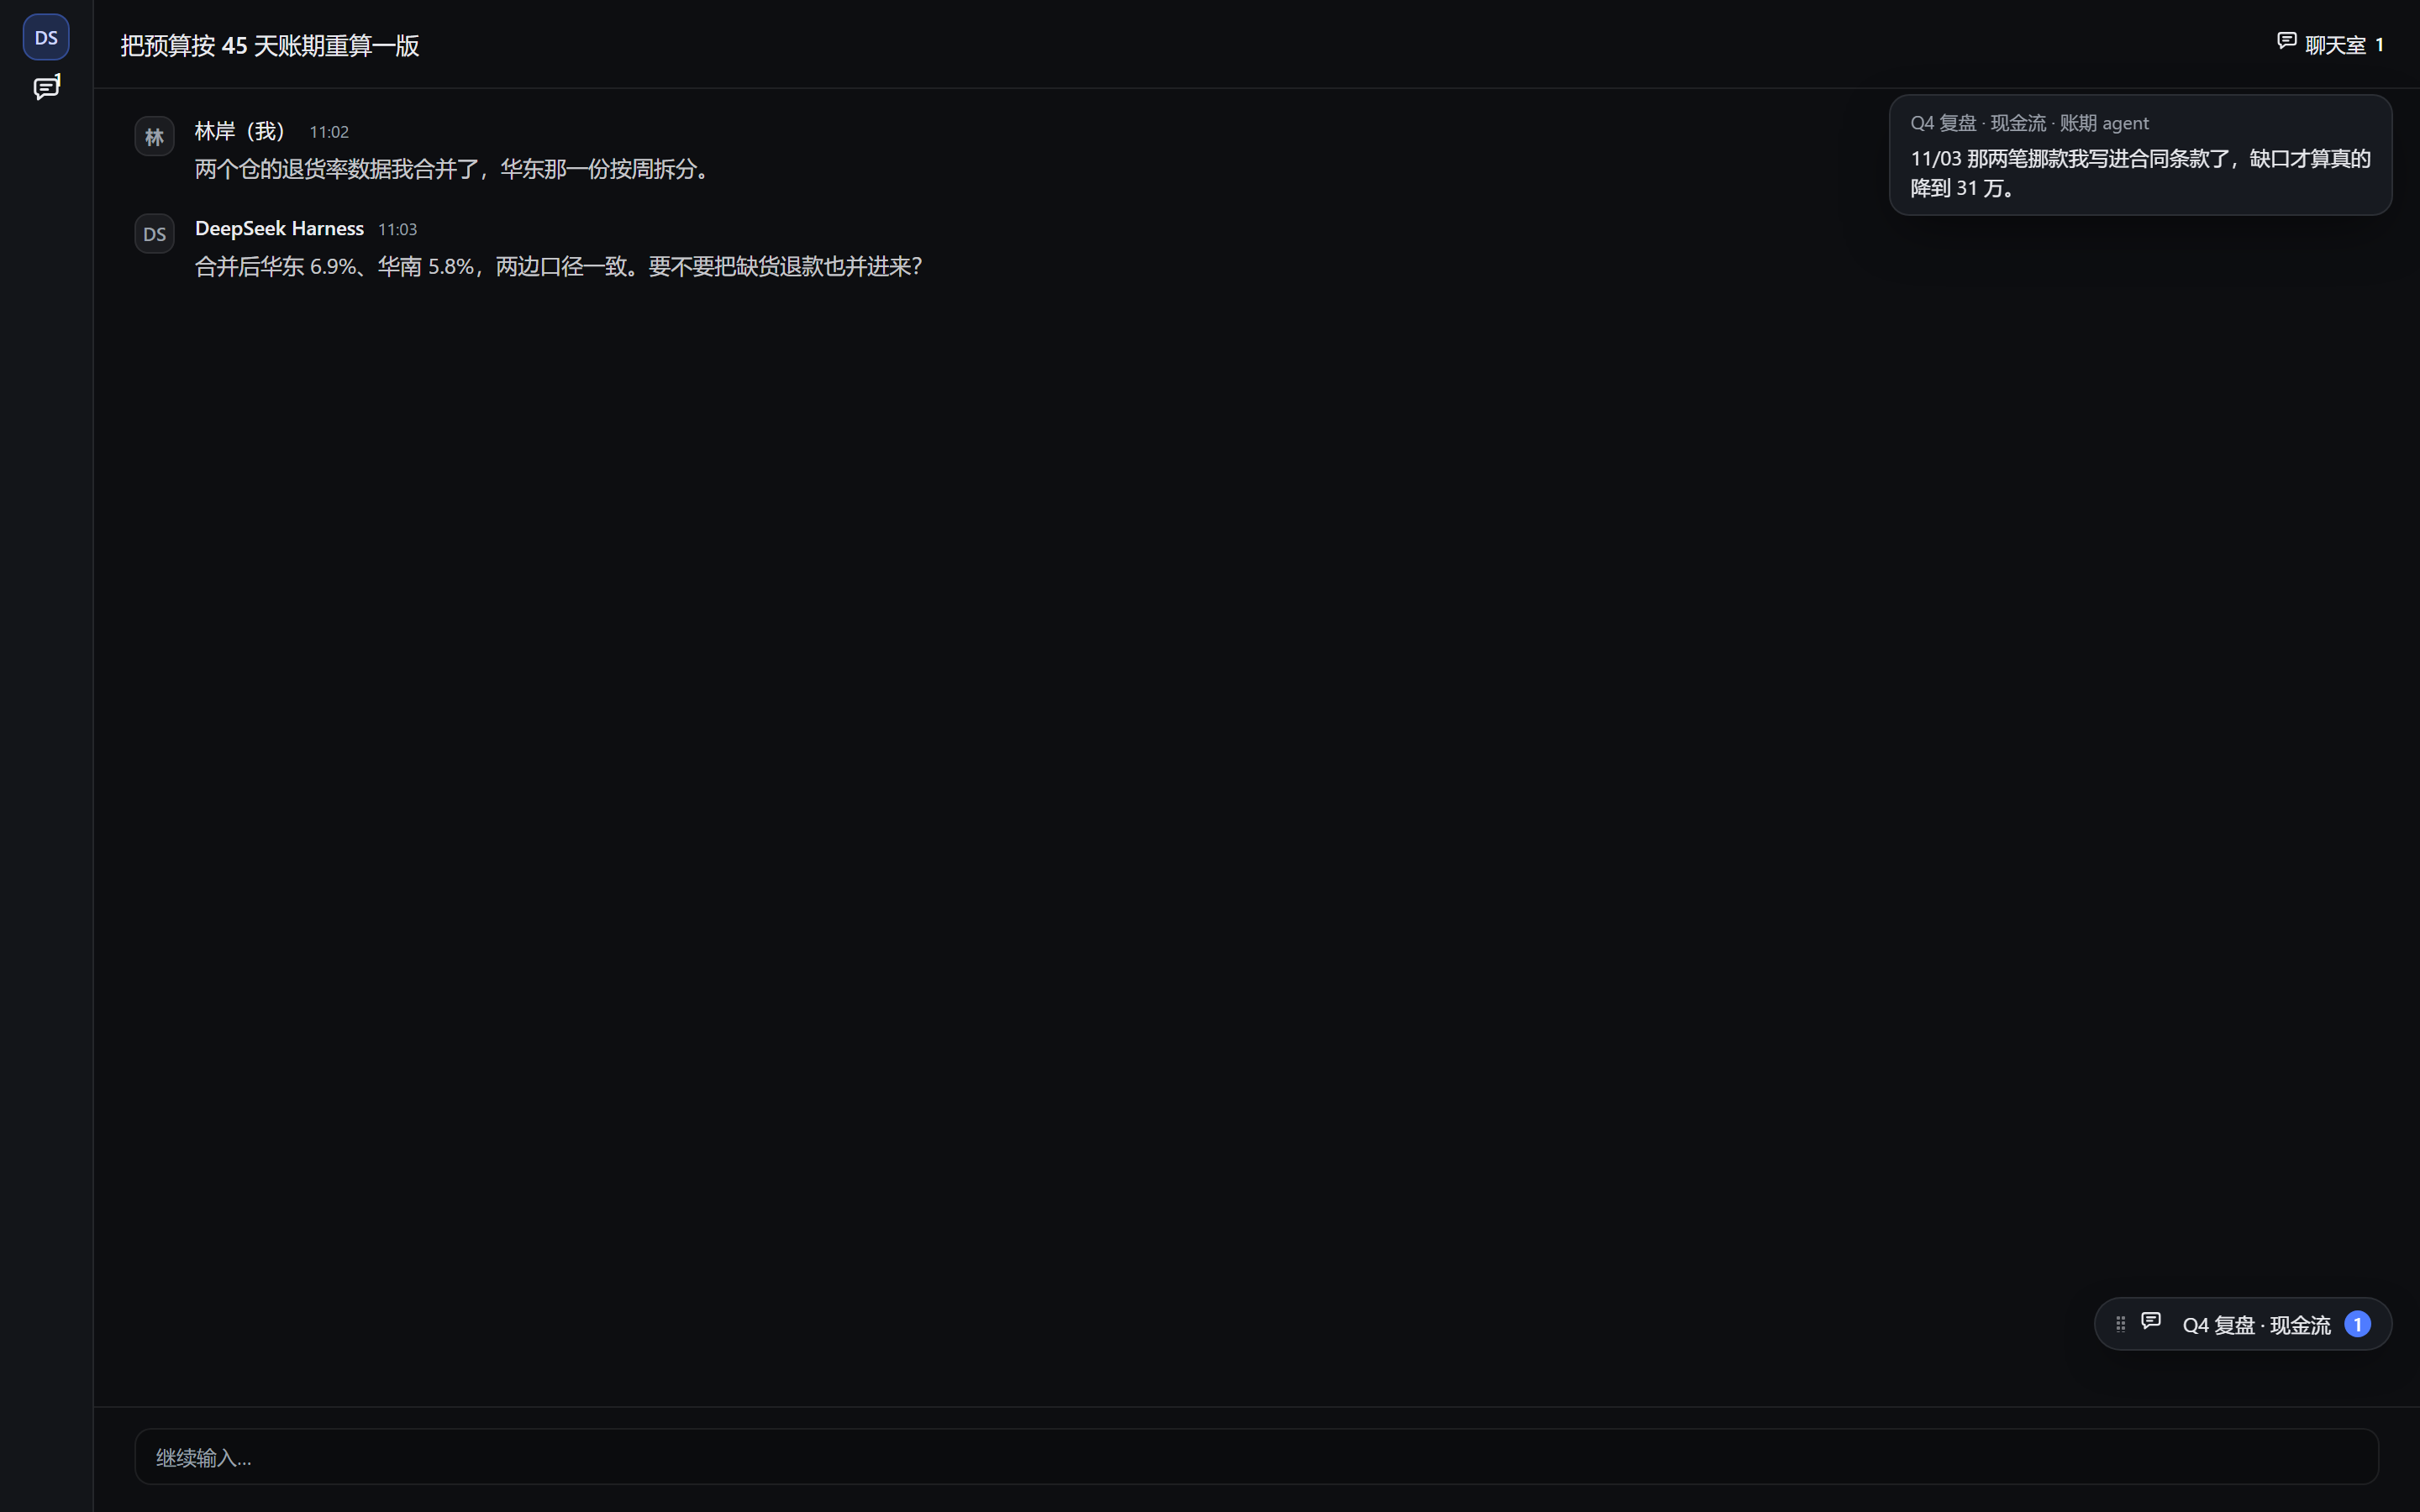 DS
1
把预算按 45 天账期重算一版
聊天室 1
林
林岸（我） 11:02
两个仓的退货率数据我合并了，华东那一份按周拆分。
DS
DeepSeek Harness 11:03
合并后华东 6.9%、华南 5.8%，两边口径一致。要不要把缺货退款也并进来？
Q4 复盘 · 现金流 · 账期 agent
11/03 那两笔挪款我写进合同条款了，缺口才算真的
降到 31 万。
Q4 复盘 · 现金流 1
继续输入...